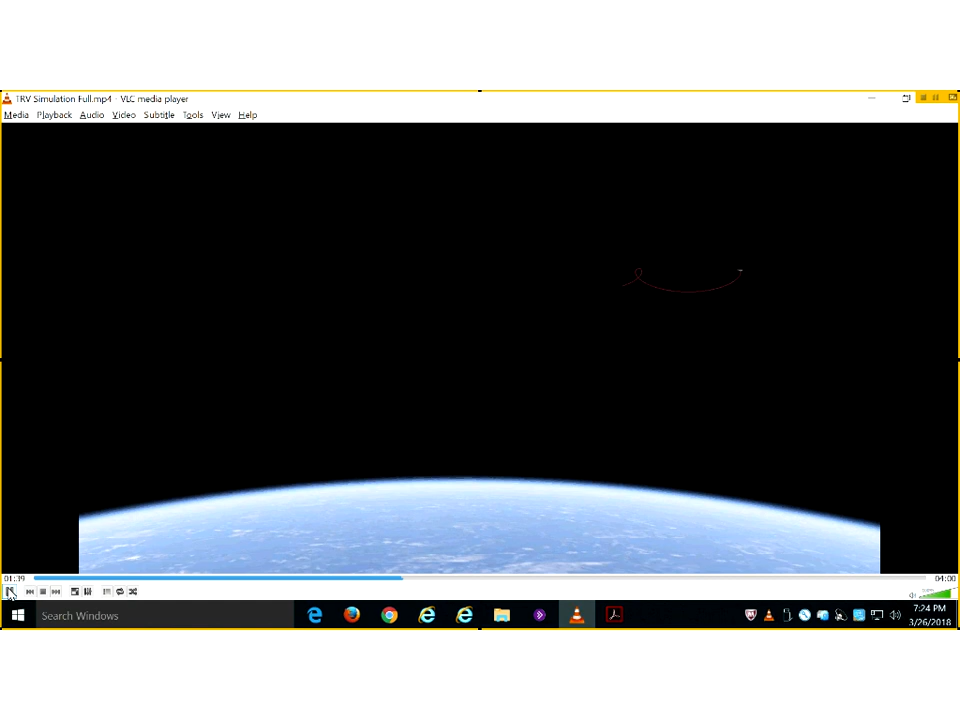 TRV Simulation Full.mp4 - VLC media player
Media Playback Audio Video Subtitle Tools View Help
01:39 04:00
Search Windows
7:24 PM
3/26/2018